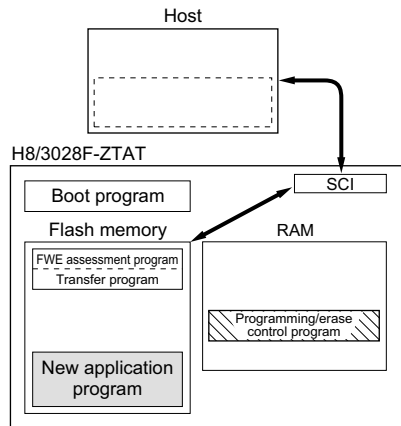 Host
H8/3028F-ZTAT
Boot program
SCI
Flash memory
RAM
FWE assessment program
Transfer program
Programming/erase
control program
New application
program